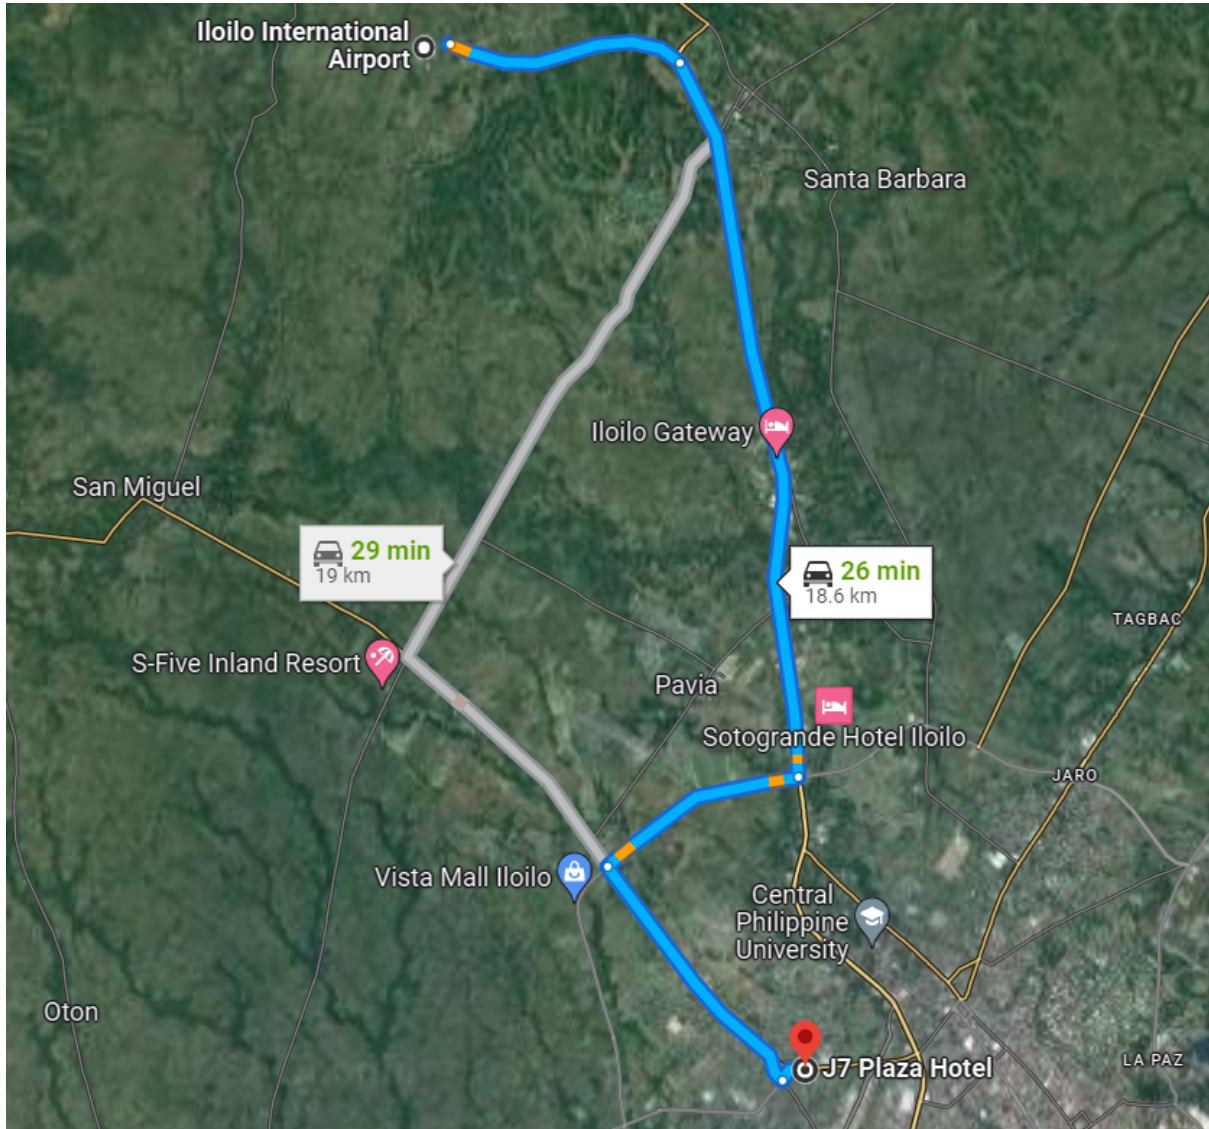 Iloilo International
Airport
Santa Barbara
Iloilo Gateway
San Miguel
29 min
19 km
26 min
18.6 km
TAGBAC
S-Five Inland Resort
Pavia
Sotogrande Hotel Iloilo
JARO
Vista Mall Iloilo
Central
Philippine
University
Oton
J7 Plaza Hotel
LA PAZ